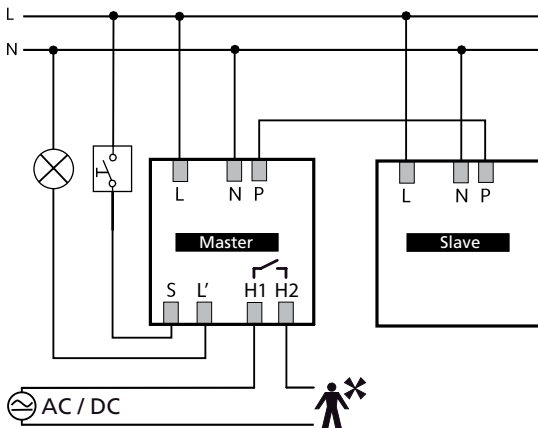 L
N
L N P
L N P
Master
Slave
S L' H1 H2
AC / DC